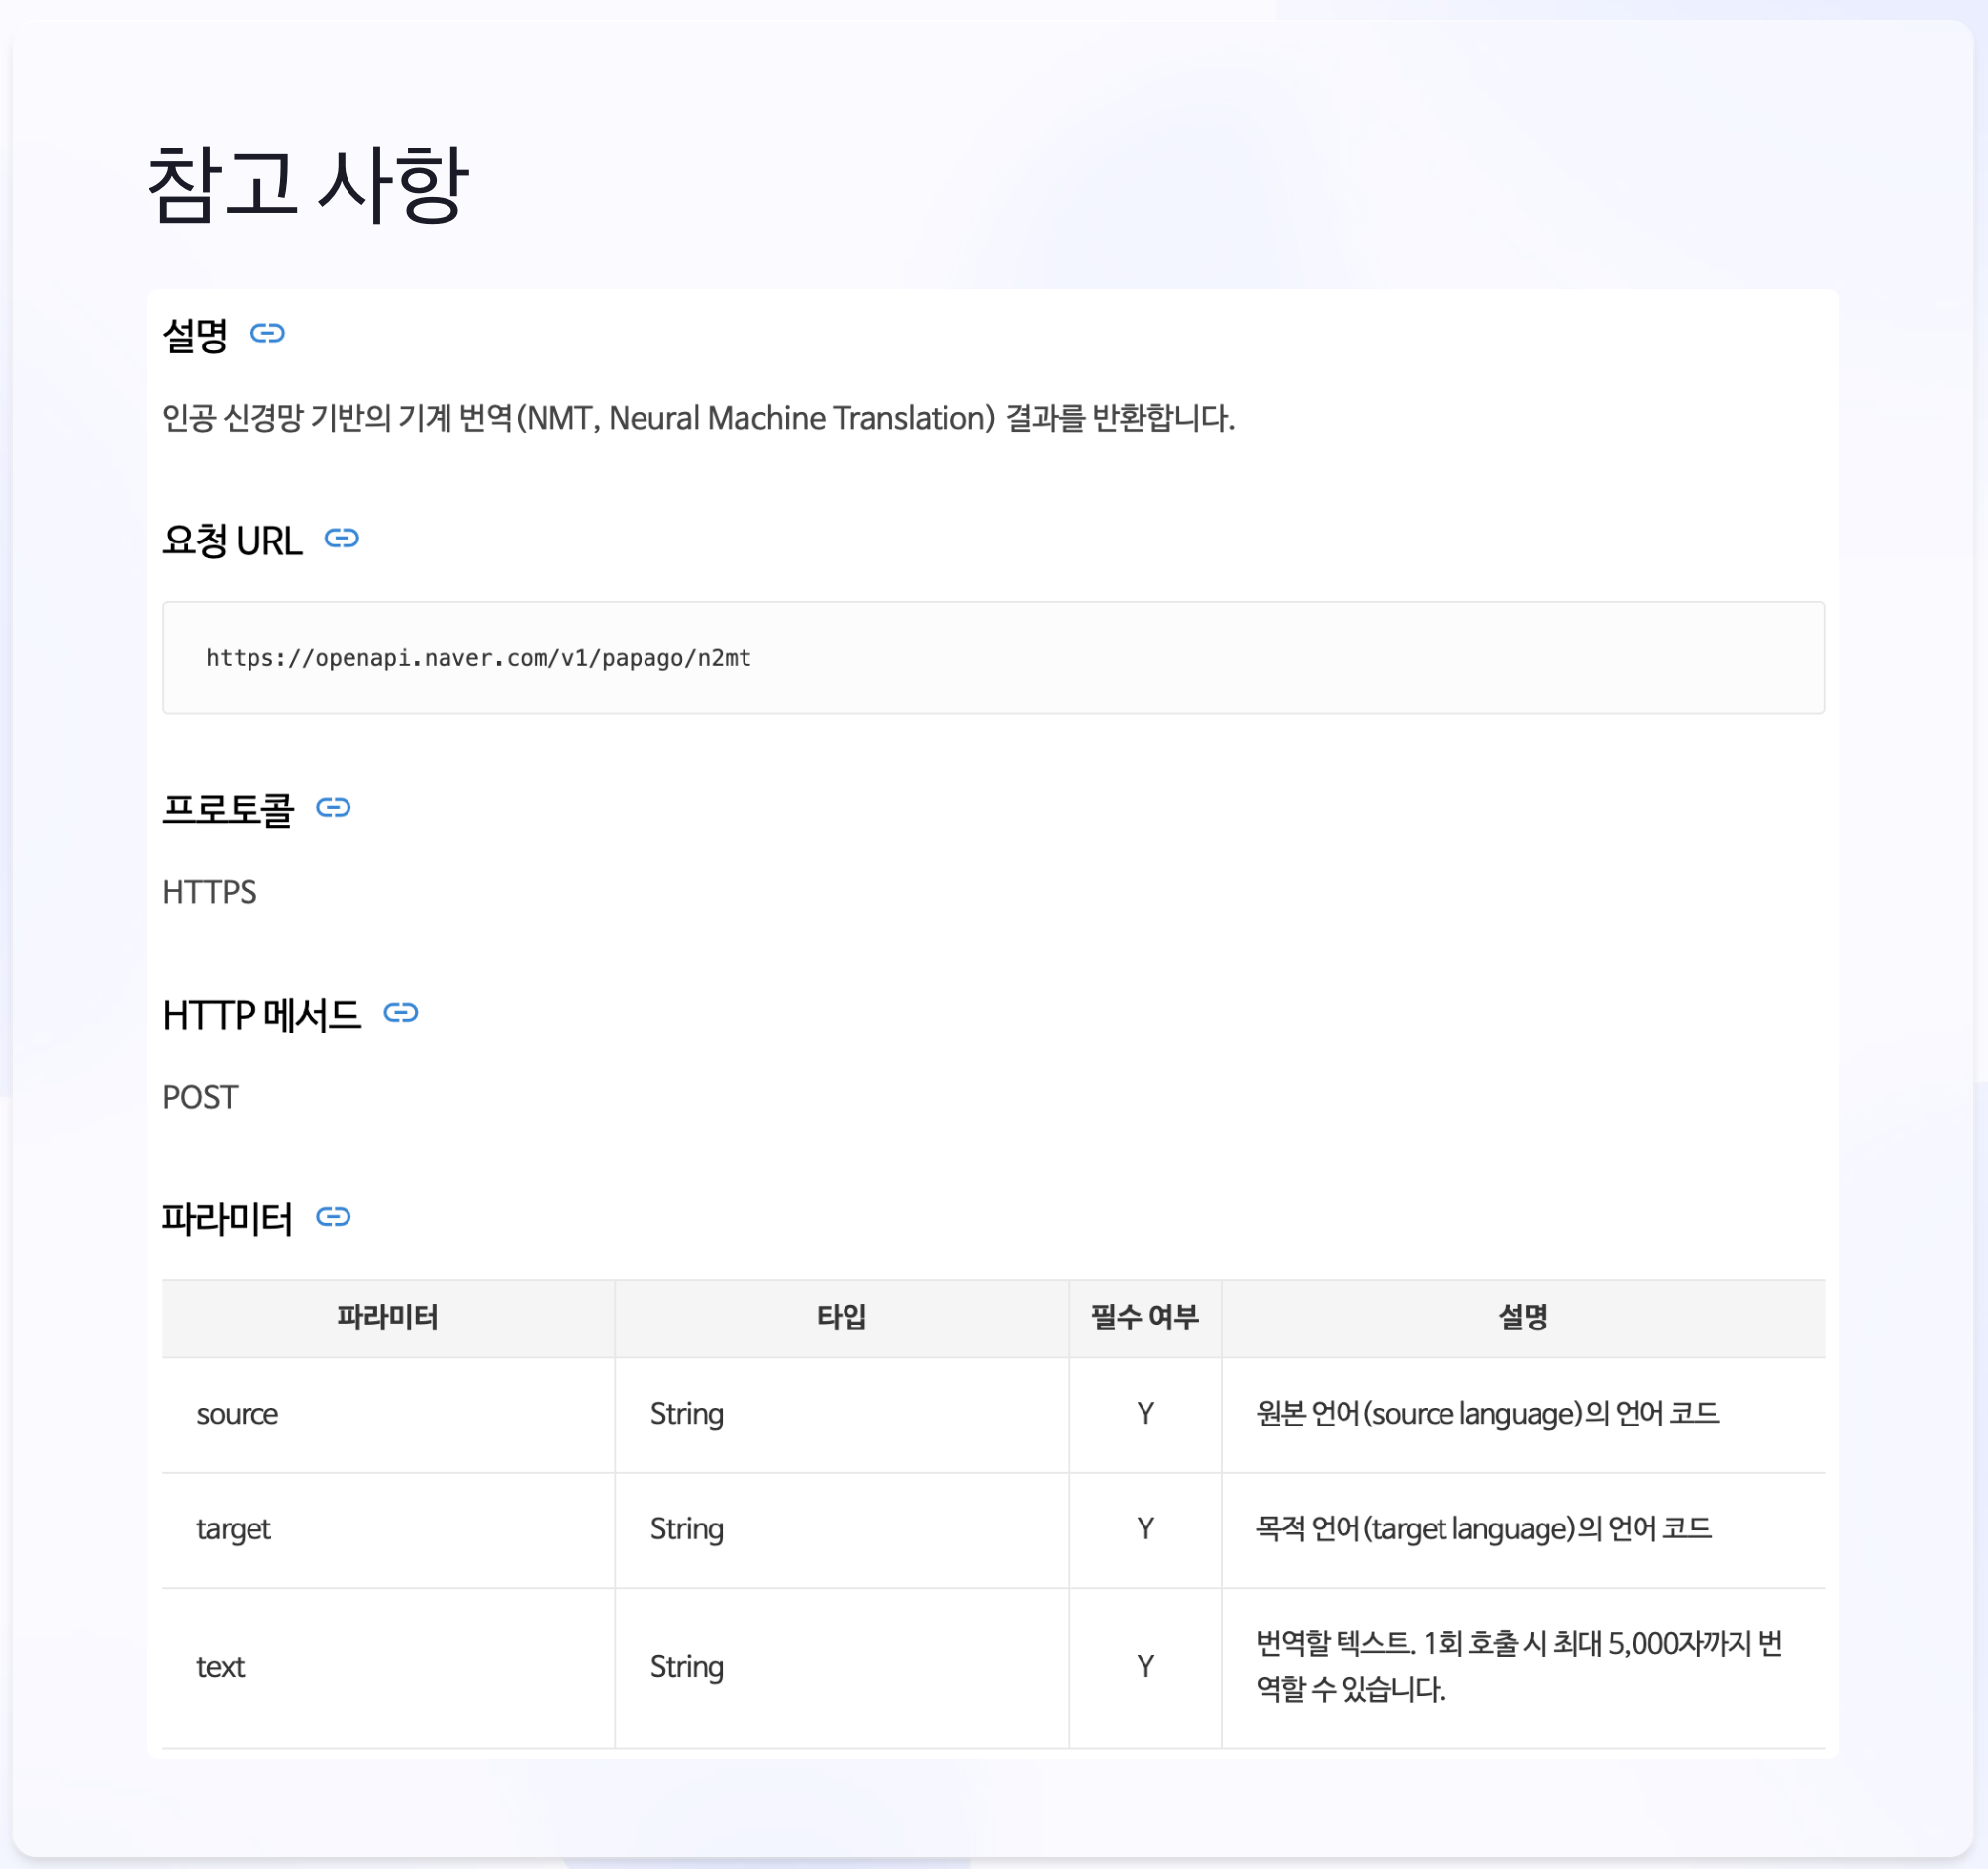 참고 사항
설명
인공 신경망 기반의 기계 번역(NMT, Neural Machine Translation) 결과를 반환합니다.
요청 URL
https://openapi.naver.com/v1/papago/n2mt
프로토콜
HTTPS
HTTP 메서드
POST
파라미터
파라미터 타입 필수 여부 설명
source String Y 원본 언어(source language)의 언어 코드
target String Y 목적 언어(target language)의 언어 코드
text String Y 번역할 텍스트. 1회 호출 시 최대 5,000자까지 번
역할 수 있습니다.